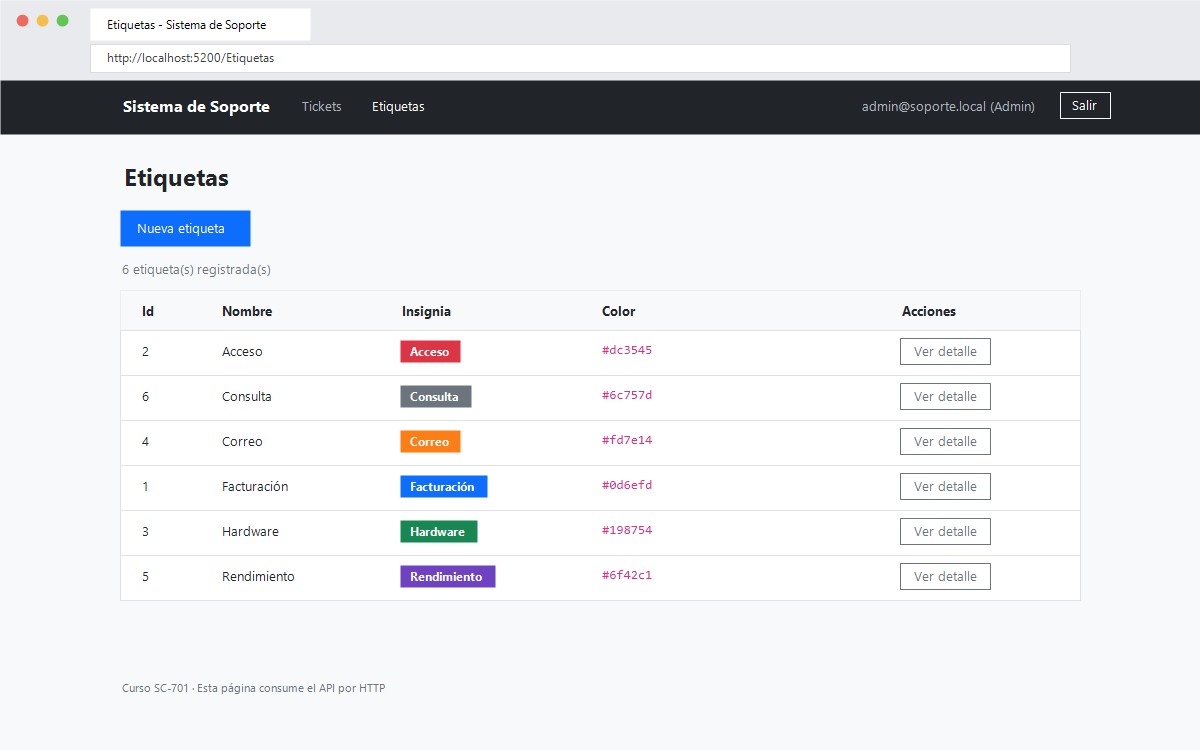 Etiquetas - Sistema de Soporte
http://localhost:5200/Etiquetas
Sistema de Soporte Tickets Etiquetas admin@soporte.local (Admin) Salir
Etiquetas
Nueva etiqueta
6 etiqueta(s) registrada(s)
Id Nombre Insignia Color Acciones
2 Acceso Acceso #dc3545 Ver detalle
6 Consulta Consulta #6c757d Ver detalle
4 Correo Correo #fd7e14 Ver detalle
1 Facturación Facturación #0d6efd Ver detalle
3 Hardware Hardware #198754 Ver detalle
5 Rendimiento Rendimiento #6f42c1 Ver detalle
Curso SC-701 · Esta página consume el API por HTTP